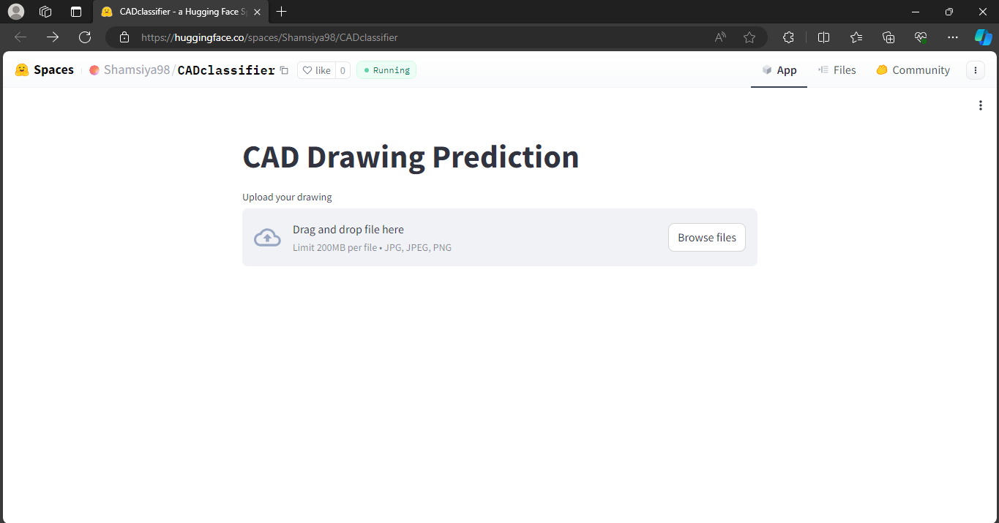 CADclassifier - a Hugging Face S
https://huggingface.co/spaces/Shamsiya98/CADclassifier
Spaces Shamsiya98/CADclassifier like 0 Running App Files Community
CAD Drawing Prediction
Upload your drawing
Drag and drop file here
Limit 200MB per file • JPG, JPEG, PNG
Browse files